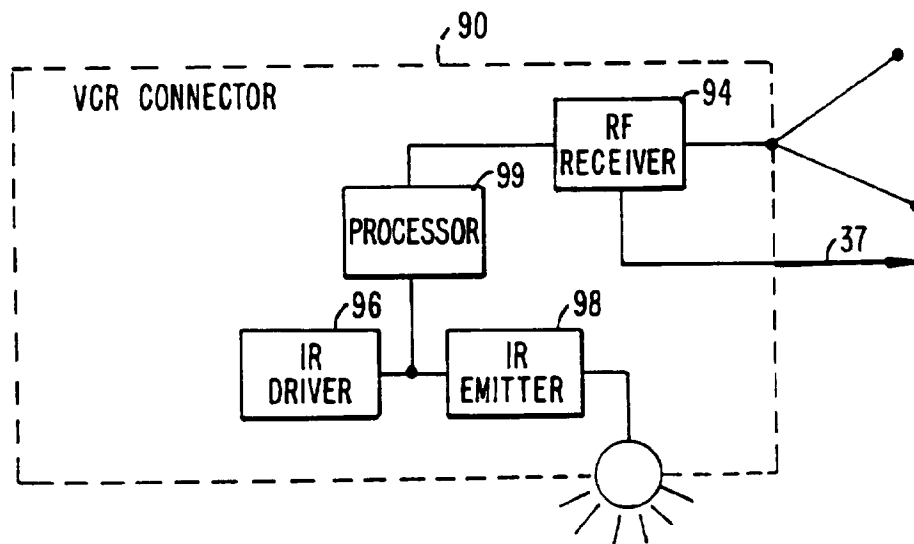 90
VCR CONNECTOR
94
RF
RECEIVER
99
PROCESSOR
37
96
IR
DRIVER
98
IR
EMITTER